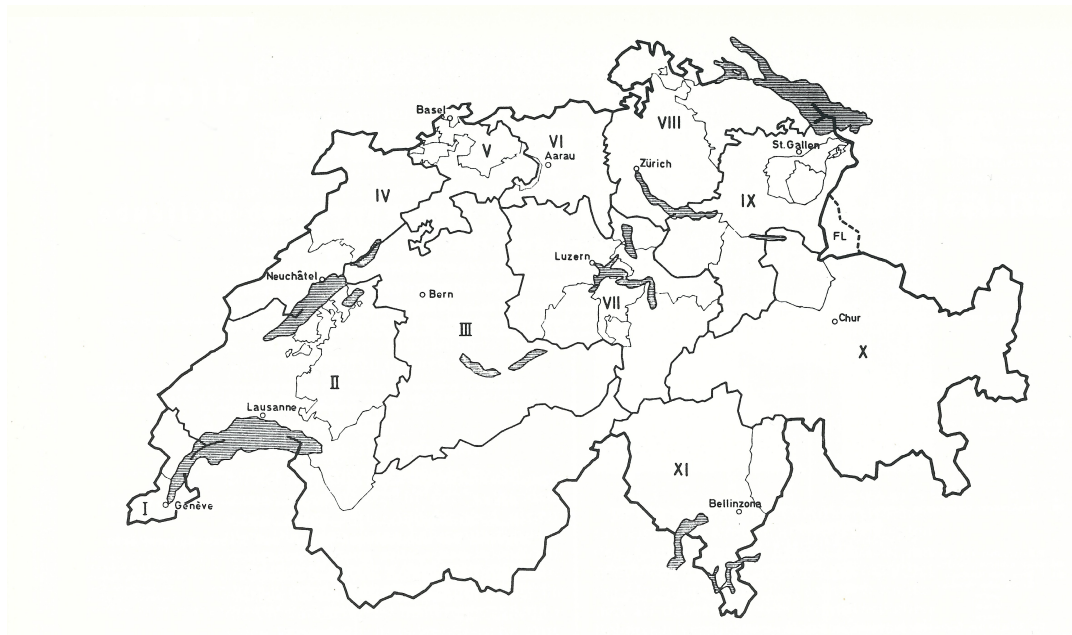 Basel
V
VI
Aarau
VIII
Zürich
St.Gallen
IX
FL
IV
Neuchâtel
Bern
III
Luzern
VII
Chur
X
II
Lausanne
I
Genève
XI
Bellinzona